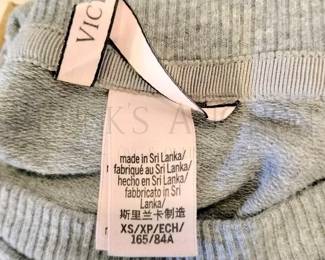 VICT
K'S A
made in Sri Lanka/
fabriqué au Sri Lanka/
hecho en Sri Lanka/
fabbricato in Sri
Lanka/
斯里兰卡制造
XS/XP/ECH/
165/84A